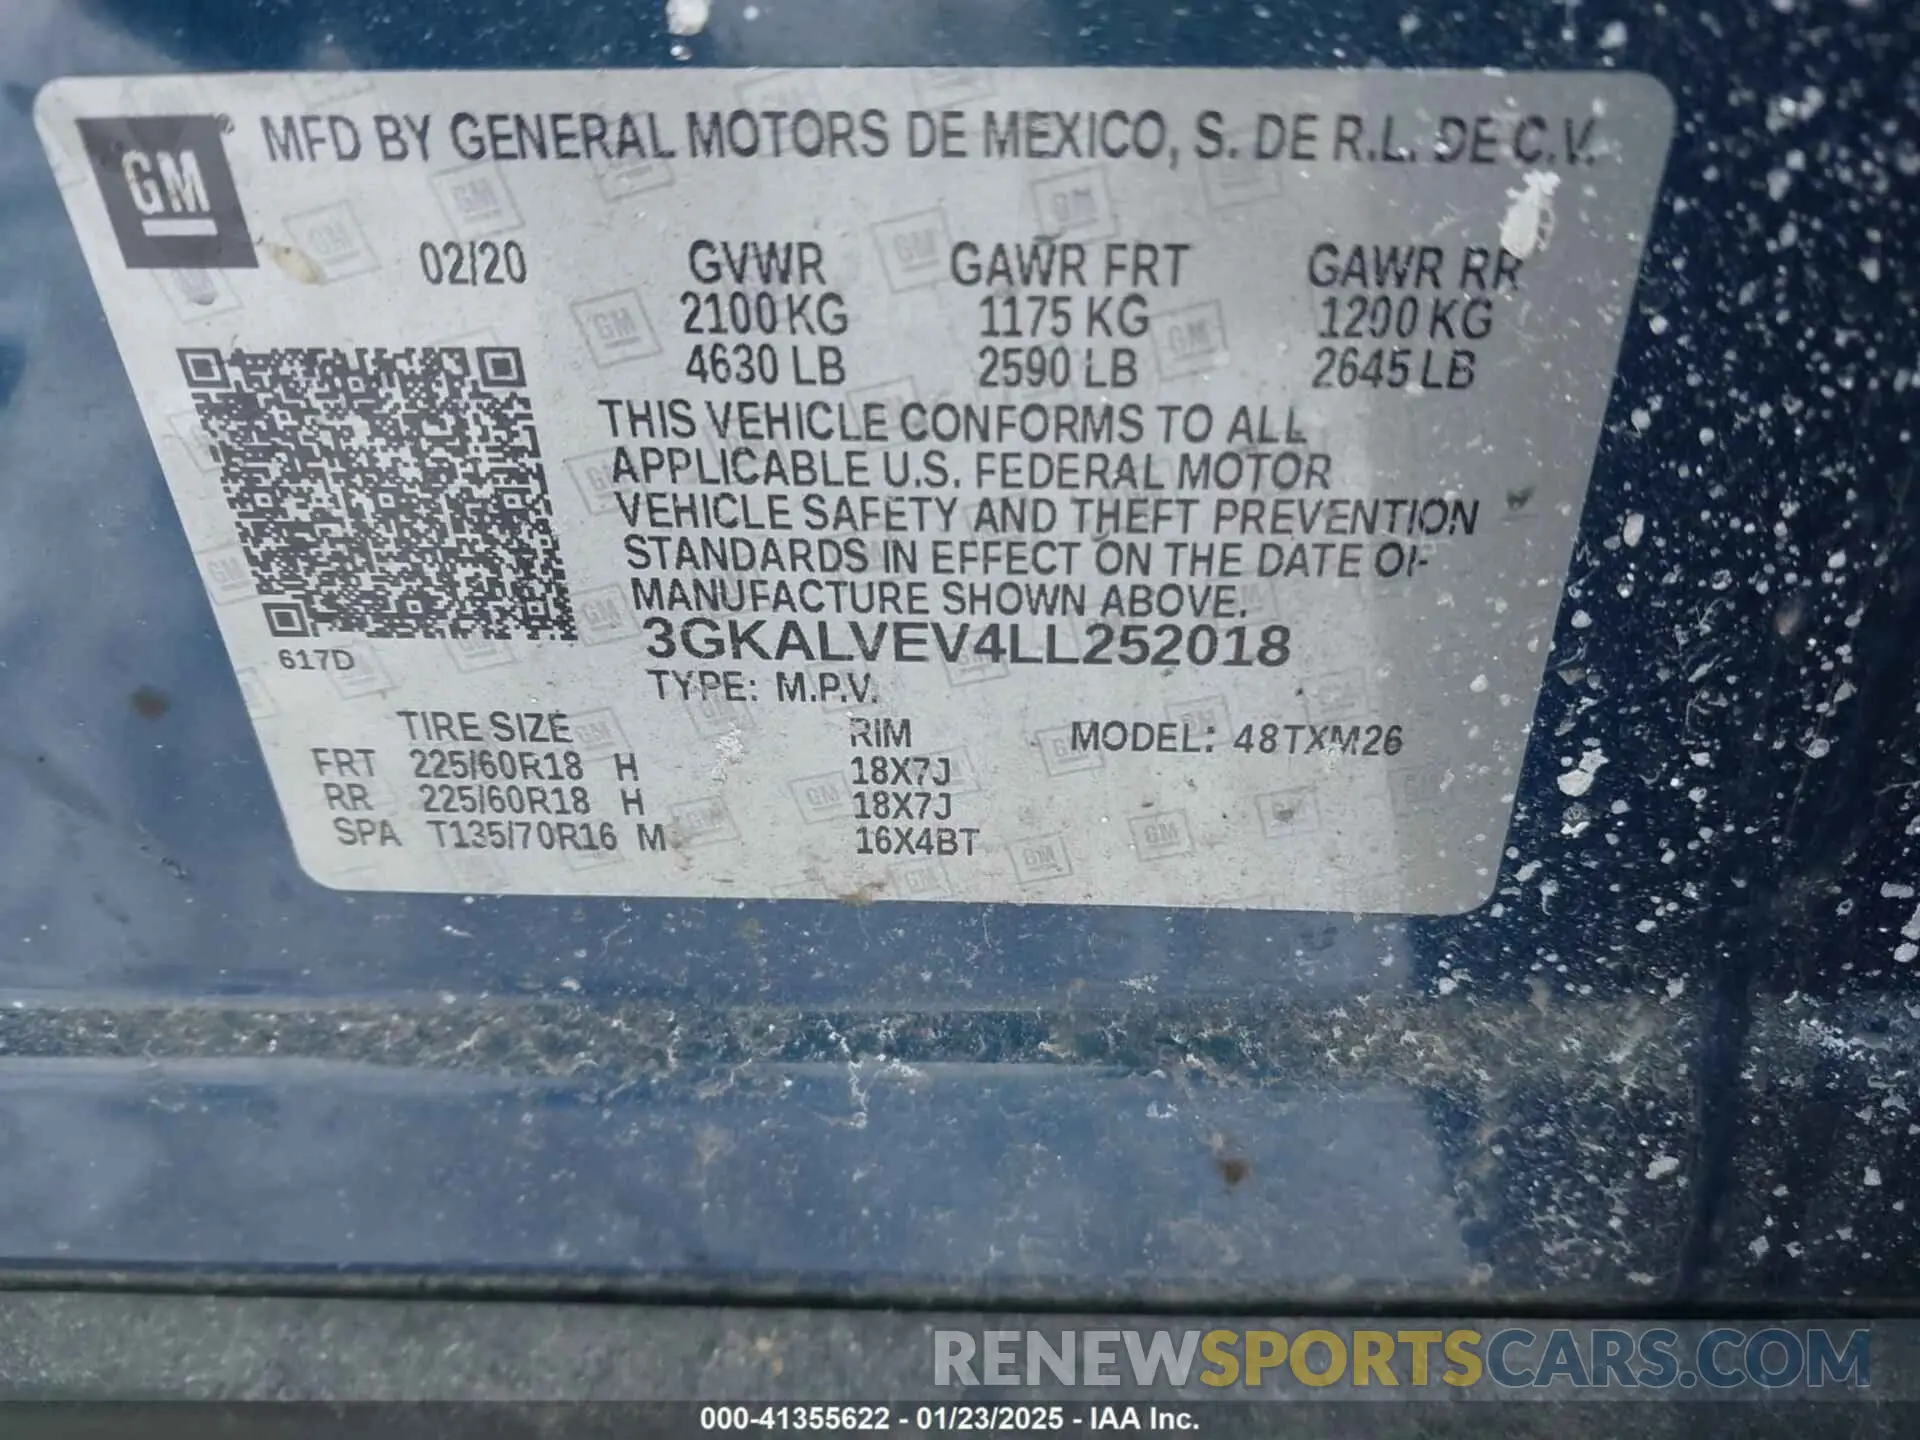 GM
MFD BY GENERAL MOTORS DE MEXICO, S. DE R.L. DE C.V.
02/20 GVWR GAWR FRT GAWR RR
2100 KG 1175 KG 1200 KG
4630 LB 2590 LB 2645 LB
THIS VEHICLE CONFORMS TO ALL
APPLICABLE U.S. FEDERAL MOTOR
VEHICLE SAFETY AND THEFT PREVENTION
STANDARDS IN EFFECT ON THE DATE OF
MANUFACTURE SHOWN ABOVE.
3GKALVEV4LL252018
617D
TYPE: M.P.V.
TIRE SIZE RIM MODEL: 48TXM26
FRT 225/60R18 H 18X7J
RR 225/60R18 H 18X7J
SPA T135/70R16 M 16X4BT
RENEWSPORTSCARS.COM
000-41355622 - 01/23/2025 - IAA Inc.